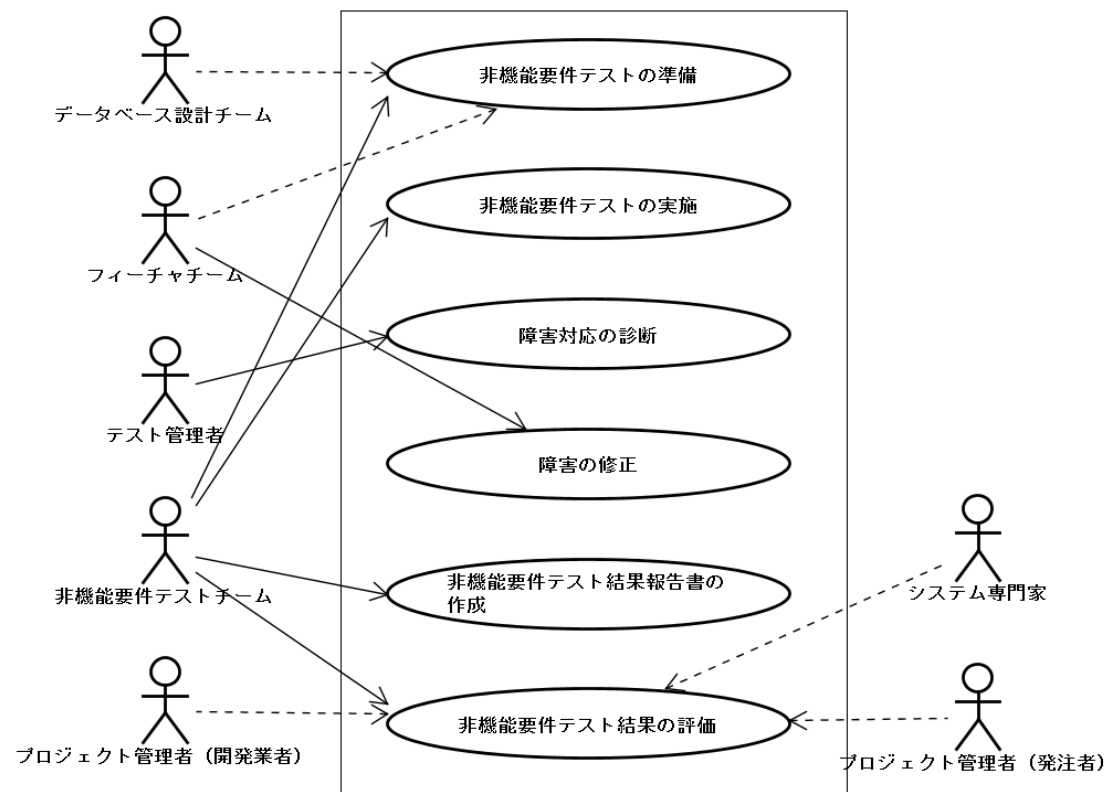 データベース設計チーム
フィーチャチーム
テスト管理者
非機能要件テストチーム
プロジェクト管理者（開発業者）
非機能要件テストの準備
非機能要件テストの実施
障害対応の診断
障害の修正
非機能要件テスト結果報告書の
作成
非機能要件テスト結果の評価
システム専門家
プロジェクト管理者（発注者）